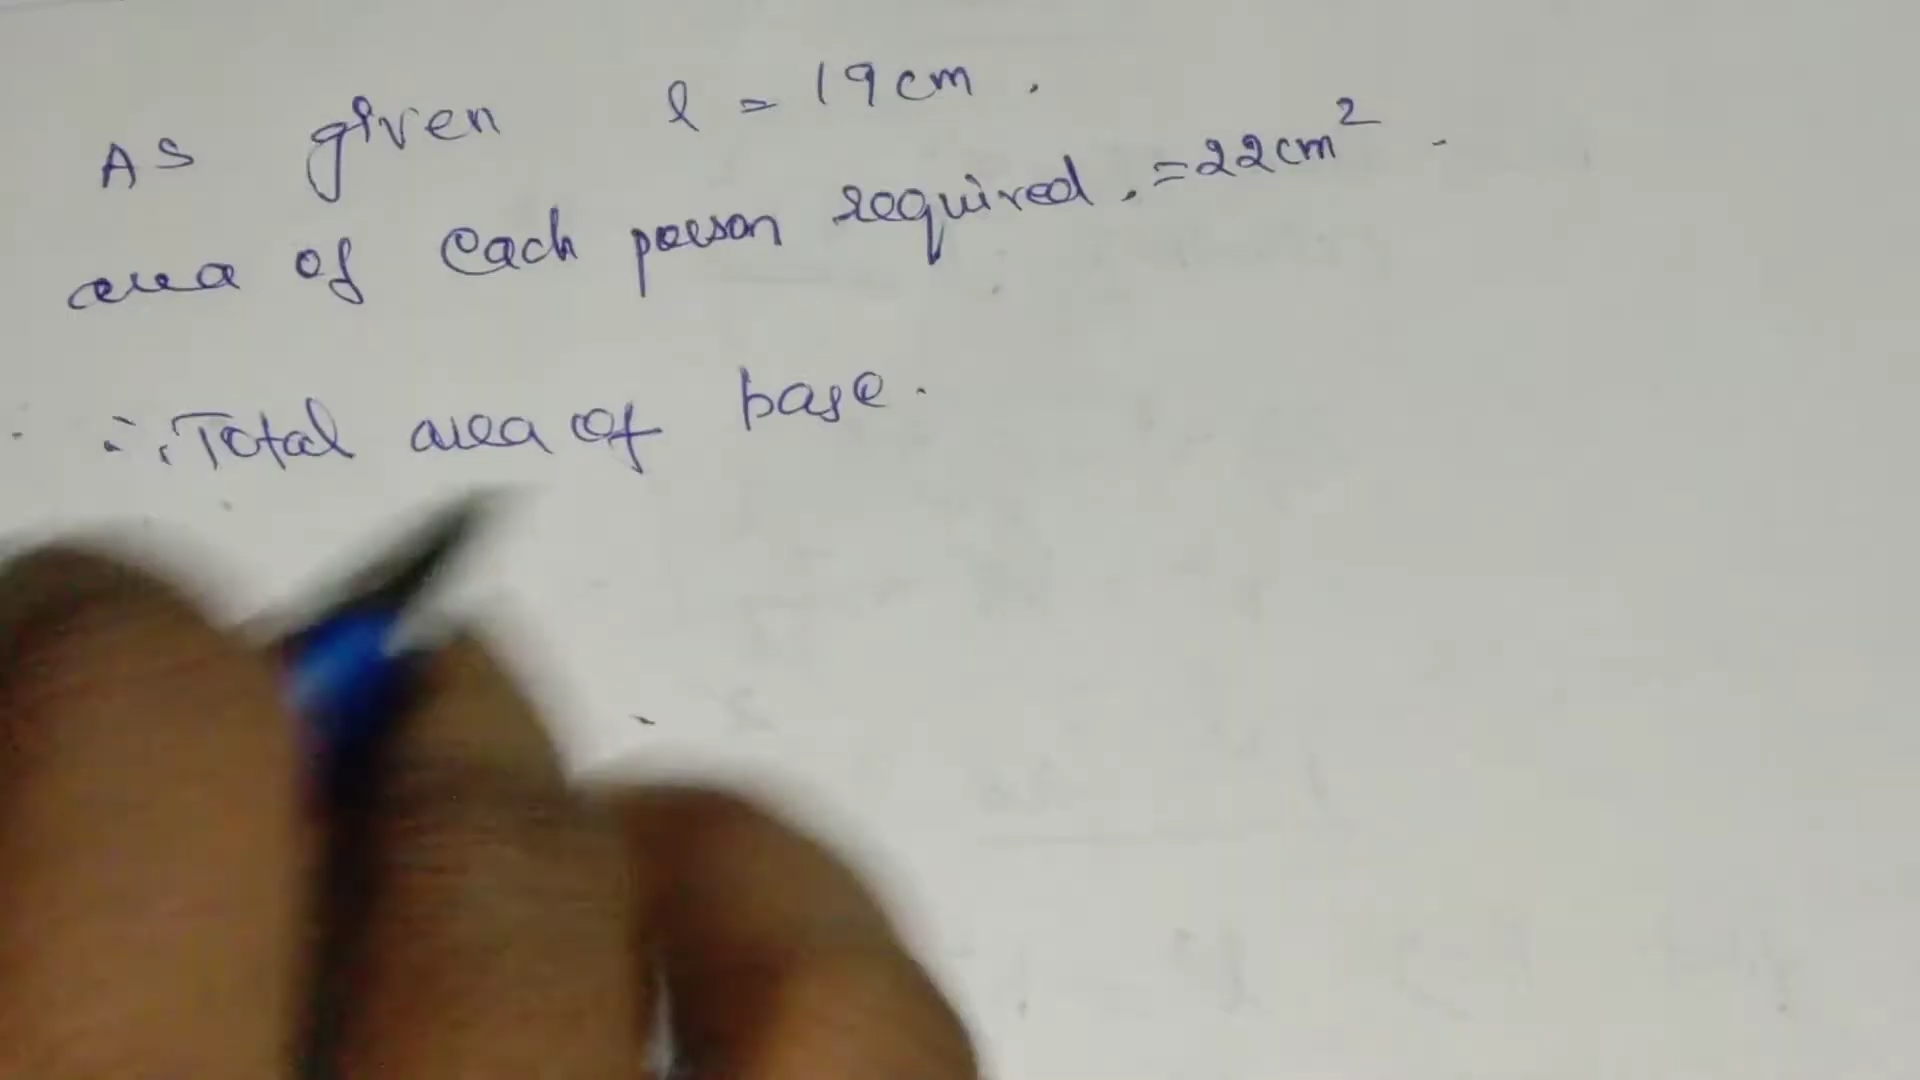 As given l = 19cm.
area of each person required. = 22cm²
∴ Total area of base.